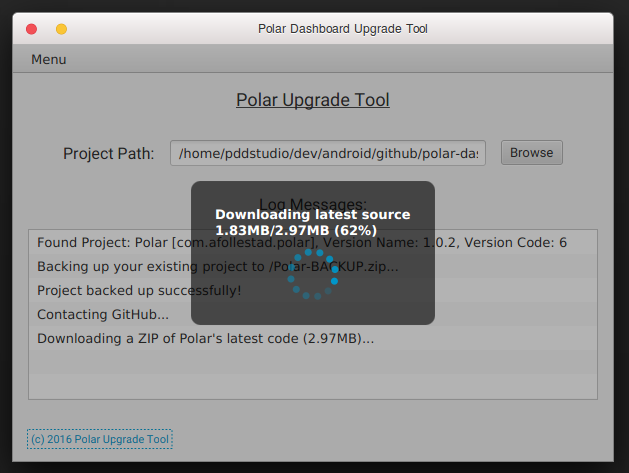 Polar Dashboard Upgrade Tool
Menu
Polar Upgrade Tool
Project Path:
/home/pddstudio/dev/android/github/polar-das
Browse
Log Messages:
Downloading latest source
1.83MB/2.97MB (62%)
Found Project: Polar [com.afollestad.polar], Version Name: 1.0.2, Version Code: 6
Backing up your existing project to /Polar-BACKUP.zip...
Project backed up successfully!
Contacting GitHub...
Downloading a ZIP of Polar's latest code (2.97MB)...
(c) 2016 Polar Upgrade Tool